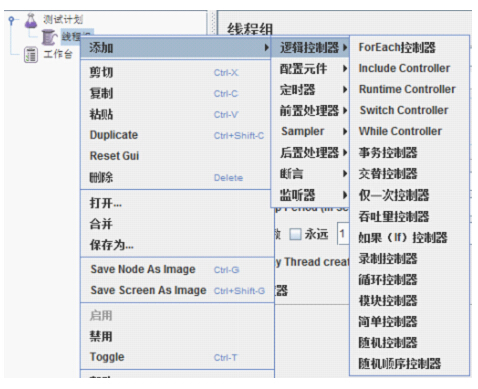 测试计划
线程
工作台
线程组
添加
剪切 Ctrl-X
复制 Ctrl-C
粘贴 Ctrl-V
Duplicate Ctrl+Shift-C
Reset Gui
删除 Delete
打开...
合并
保存为...
Save Node As Image Ctrl-G
Save Screen As Image Ctrl+Shift-G
启用
禁用
Toggle Ctrl-T
逻辑控制器
配置元件
定时器
前置处理器
Sampler
后置处理器
断言
监听器
ForEach控制器
Include Controller
Runtime Controller
Switch Controller
While Controller
事务控制器
交替控制器
仅一次控制器
吞吐量控制器
如果（If）控制器
录制控制器
循环控制器
模块控制器
简单控制器
随机控制器
随机顺序控制器
Period (in se
数 永远 1
y Thread creat
器